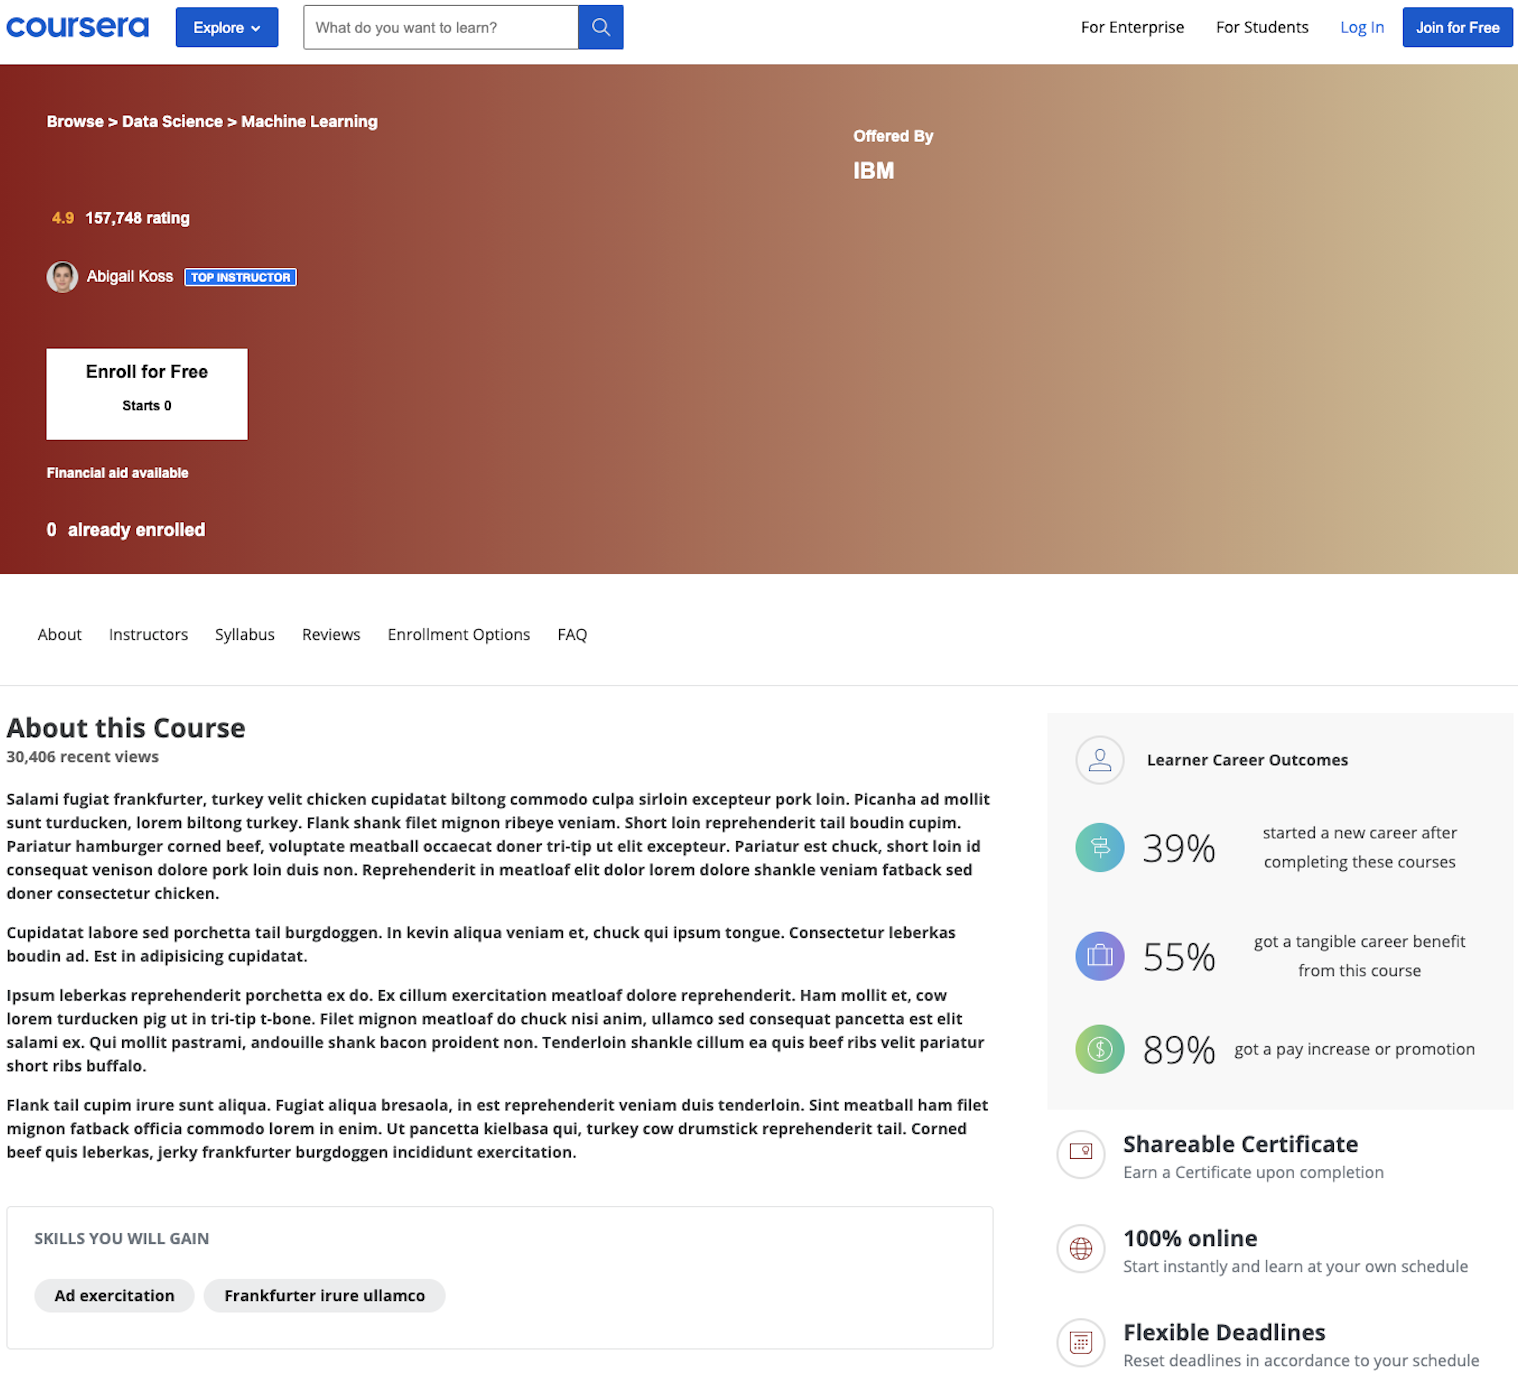 coursera
Explore
What do you want to learn?
For Enterprise
For Students
Log In
Join for Free
Browse > Data Science > Machine Learning
Offered By
IBM
4.9 157,748 rating
Abigail Koss TOP INSTRUCTOR
Enroll for Free
Starts 0
Financial aid available
0 already enrolled
About Instructors Syllabus Reviews Enrollment Options FAQ
About this Course
30,406 recent views
Salami fugiat frankfurter, turkey velit chicken cupidatat biltong commodo culpa sirloin excepteur pork loin. Picanha ad mollit
sunt turducken, lorem biltong turkey. Flank shank filet mignon ribeye veniam. Short loin reprehenderit tail boudin cupim.
Pariatur hamburger corned beef, voluptate meatball occaecat doner tri-tip ut elit excepteur. Pariatur est chuck, short loin id
consequat venison dolore pork loin duis non. Reprehenderit in meatloaf elit dolor lorem dolore shankle veniam fatback sed
doner consectetur chicken.
Cupidatat labore sed porchetta tail burgdoggen. In kevin aliqua veniam et, chuck qui ipsum tongue. Consectetur leberkas
boudin ad. Est in adipisicing cupidatat.
Ipsum leberkas reprehenderit porchetta ex do. Ex cillum exercitation meatloaf dolore reprehenderit. Ham mollit et, cow
lorem turducken pig ut in tri-tip t-bone. Filet mignon meatloaf do chuck nisi anim, ullamco sed consequat pancetta est elit
salami ex. Qui mollit pastrami, andouille shank bacon proident non. Tenderloin shankle cillum ea quis beef ribs velit pariatur
short ribs buffalo.
Flank tail cupim irure sunt aliqua. Fugiat aliqua bresaola, in est reprehenderit veniam duis tenderloin. Sint meatball ham filet
mignon fatback officia commodo lorem in enim. Ut pancetta kielbasa qui, turkey cow drumstick reprehenderit tail. Corned
beef quis leberkas, jerky frankfurter burgdoggen incididunt exercitation.
SKILLS YOU WILL GAIN
Ad exercitation
Frankfurter irure ullamco
Learner Career Outcomes
39%
started a new career after
completing these courses
55%
got a tangible career benefit
from this course
89%
got a pay increase or promotion
Shareable Certificate
Earn a Certificate upon completion
100% online
Start instantly and learn at your own schedule
Flexible Deadlines
Reset deadlines in accordance to your schedule